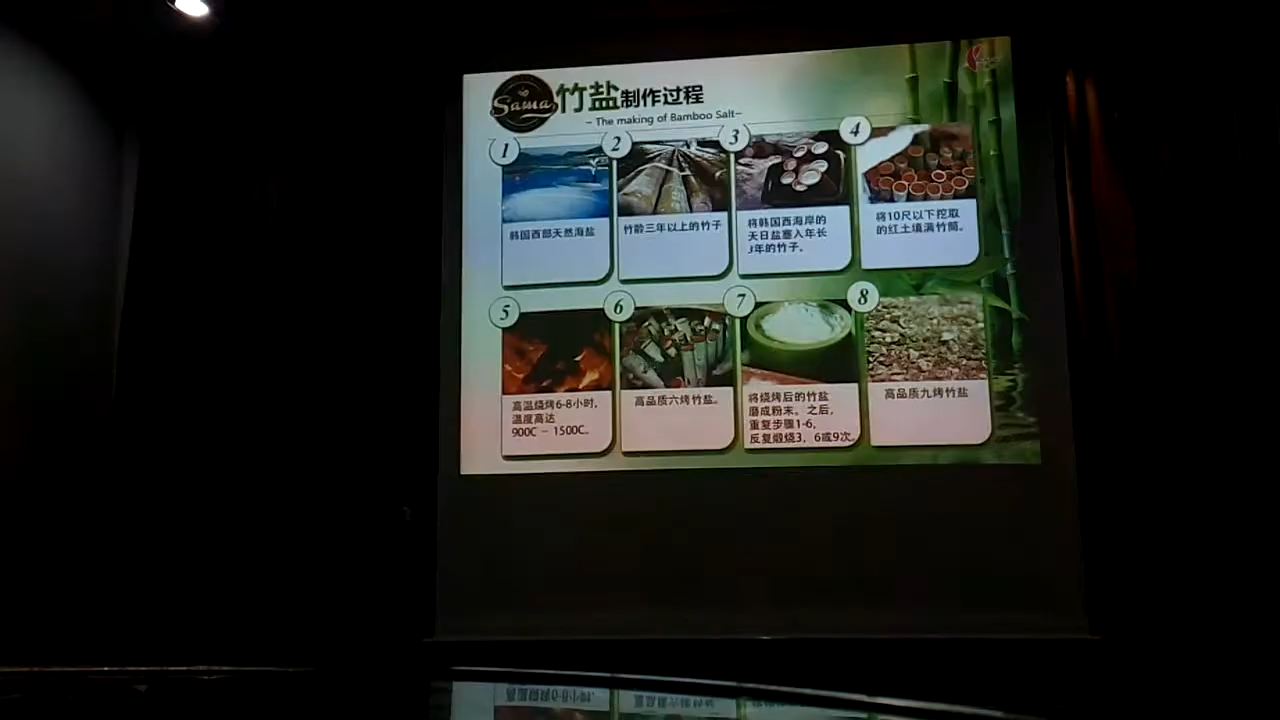 Sama
竹盐制作过程
~ The making of Bamboo Salt~
1
韩国西部天然海盐
2
竹龄三年以上的竹子
3
将韩国西海岸的
天日盐塞入年长
3年的竹子。
4
将10尺以下挖取
的红土填满竹筒。
5
高温烧烤6-8小时,
温度高达
900C - 1500C。
6
高品质六烤竹盐。
7
将烧烤后的竹盐
磨成粉末。之后,
重复步骤1-6,
反复煅烧3, 6或9次。
8
高品质九烤竹盐